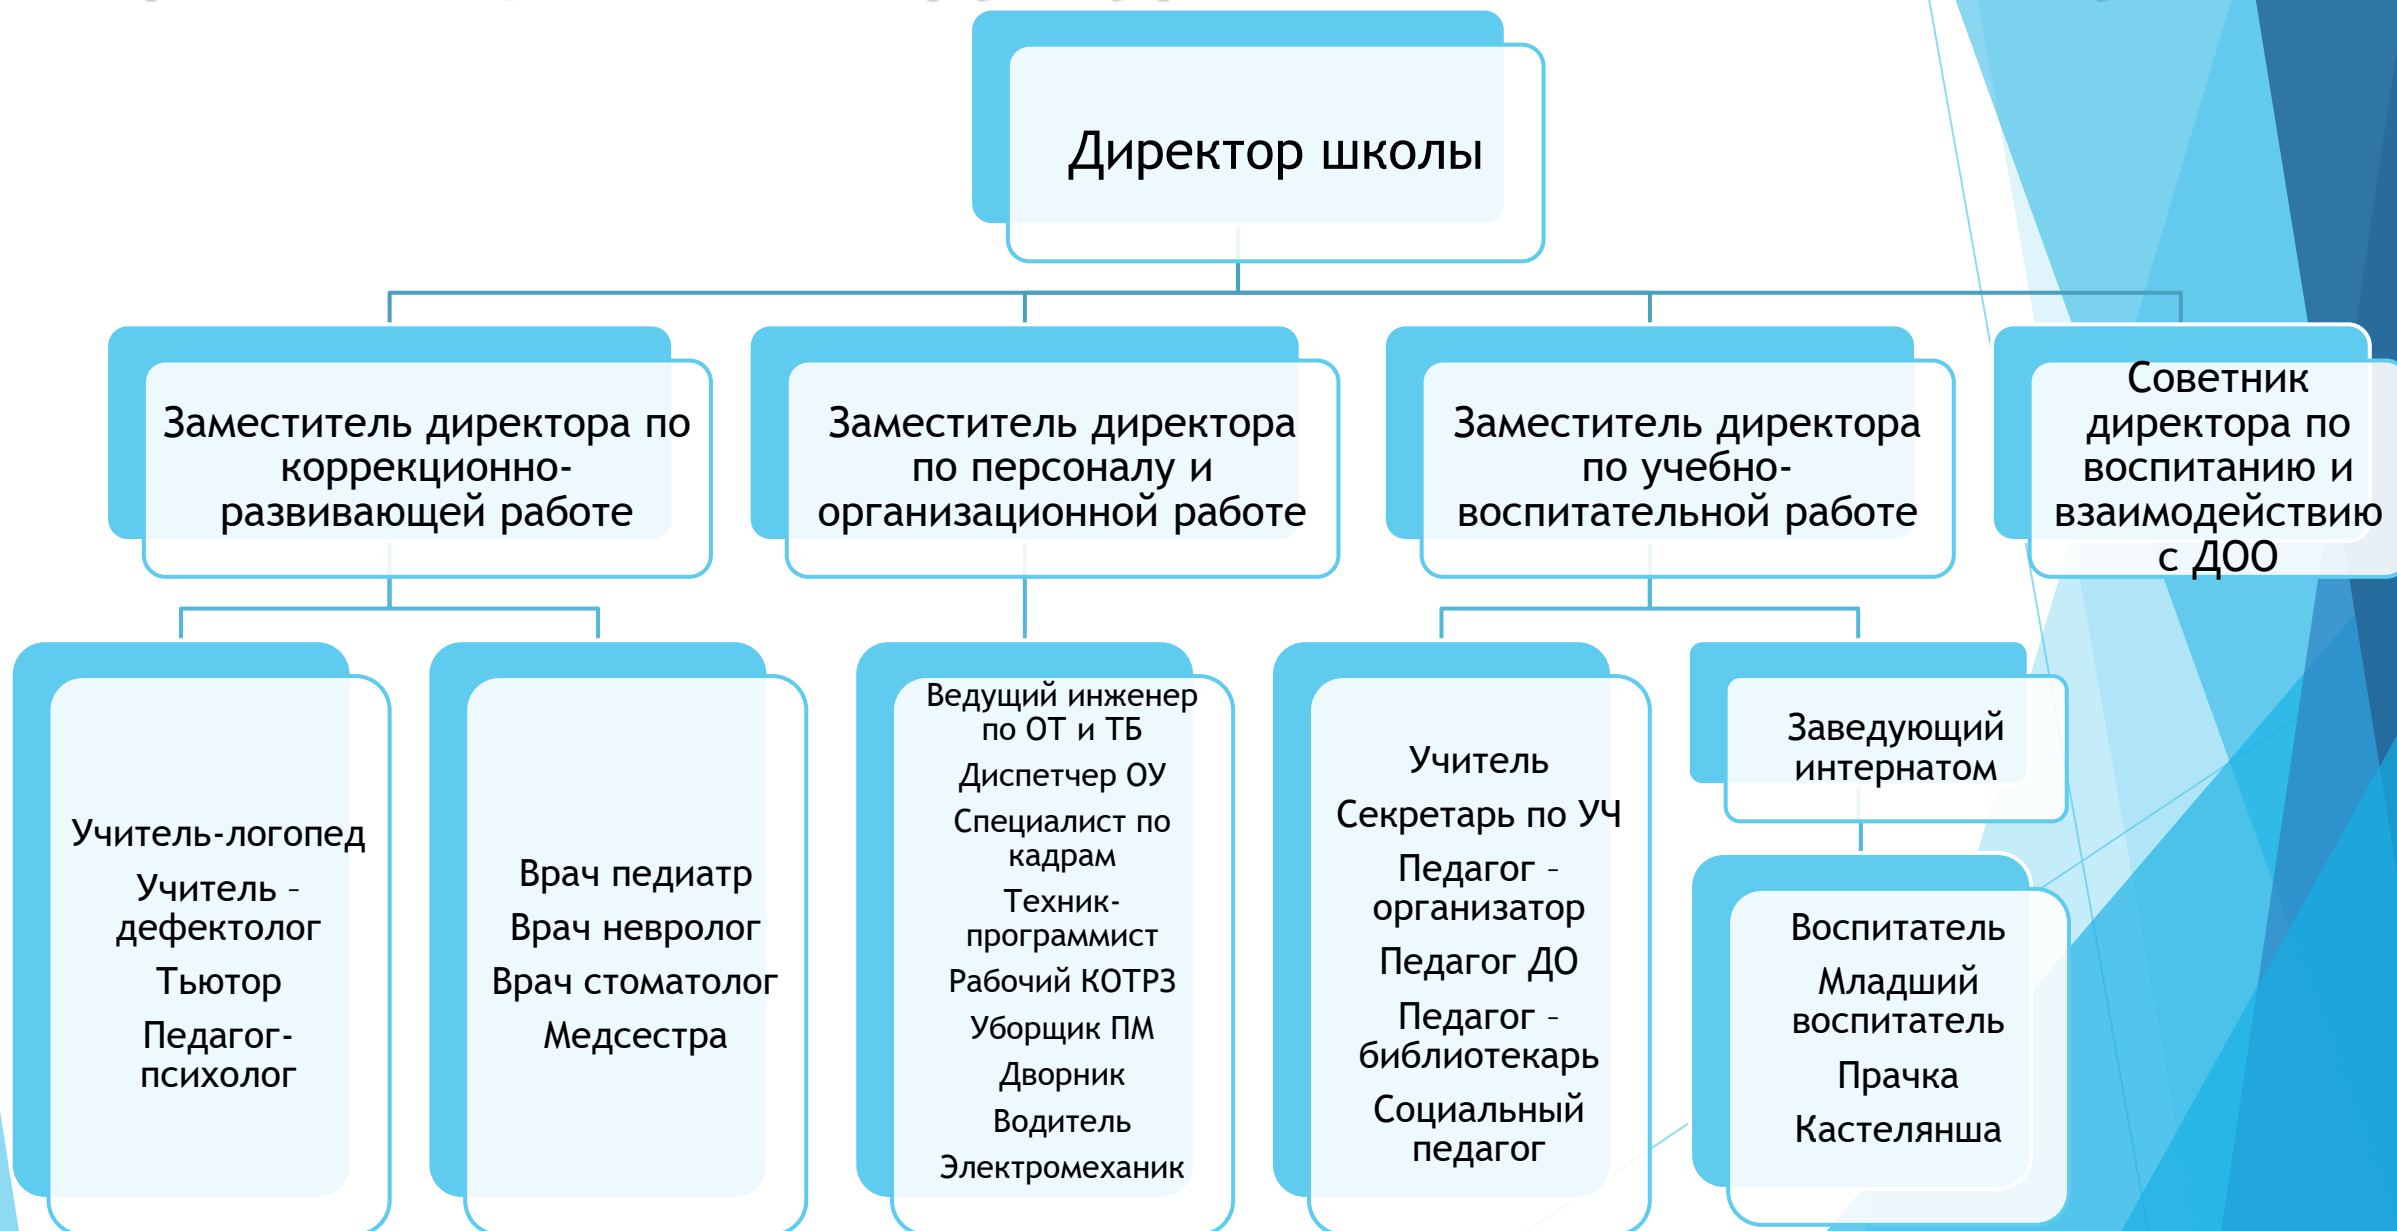 Директор школы
Заместитель директора по
коррекционно-
развивающей работе
Заместитель директора
по персоналу и
организационной работе
Заместитель директора
по учебно-
воспитательной работе
Советник
директора по
воспитанию и
взаимодействию
с ДОО
Учитель-логопед
Учитель –
дефектолог
Тьютор
Педагог-
психолог
Врач педиатр
Врач невролог
Врач стоматолог
Медсестра
Ведущий инженер
по ОТ и ТБ
Диспетчер ОУ
Специалист по
кадрам
Техник-
программист
Рабочий КОТРЗ
Уборщик ПМ
Дворник
Водитель
Электромеханик
Учитель
Секретарь по УЧ
Педагог –
организатор
Педагог ДО
Педагог –
библиотекарь
Социальный
педагог
Заведующий
интернатом
Воспитатель
Младший
воспитатель
Прачка
Кастелянша